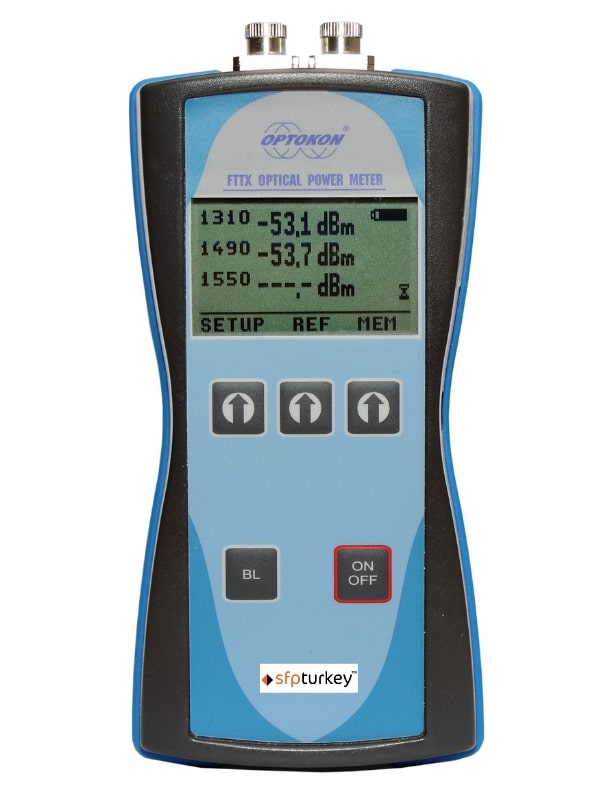 OPTOKON®
FTTX OPTICAL POWER METER
1310 -53,1 dBm
1490 -53,7 dBm
1550 ---,- dBm
SETUP REF MEM
BL
ON
OFF
sfpturkey™